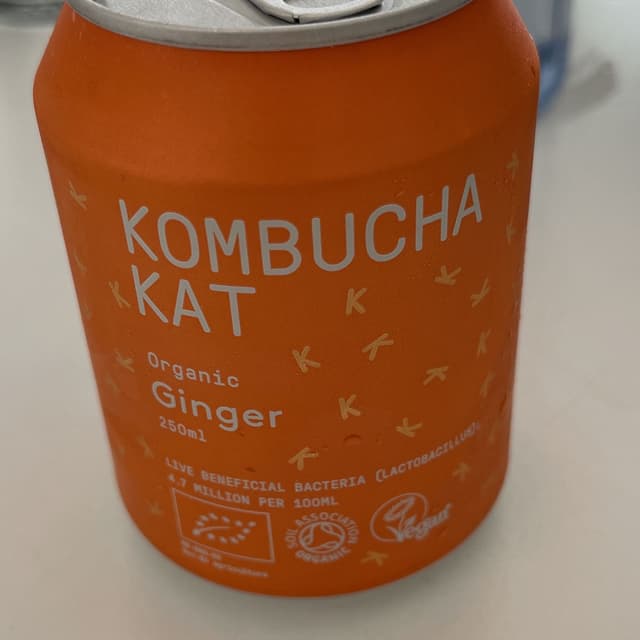 KOMBUCHA
KAT
Organic
Ginger
250ml
LIVE BENEFICIAL BACTERIA (LACTOBACILLUS)
4.7 MILLION PER 100ML
SOIL ASSOCIATION
ORGANIC
Vegan
K
K
K
K
K
K
K
K
K
K